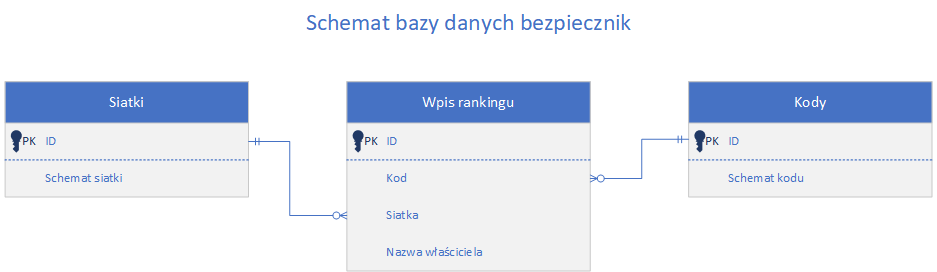 Schemat bazy danych bezpiecznik
Siatki
PK ID
Schemat siatki
Wpis rankingu
PK ID
Kod
Siatka
Nazwa właściciela
Kody
PK ID
Schemat kodu